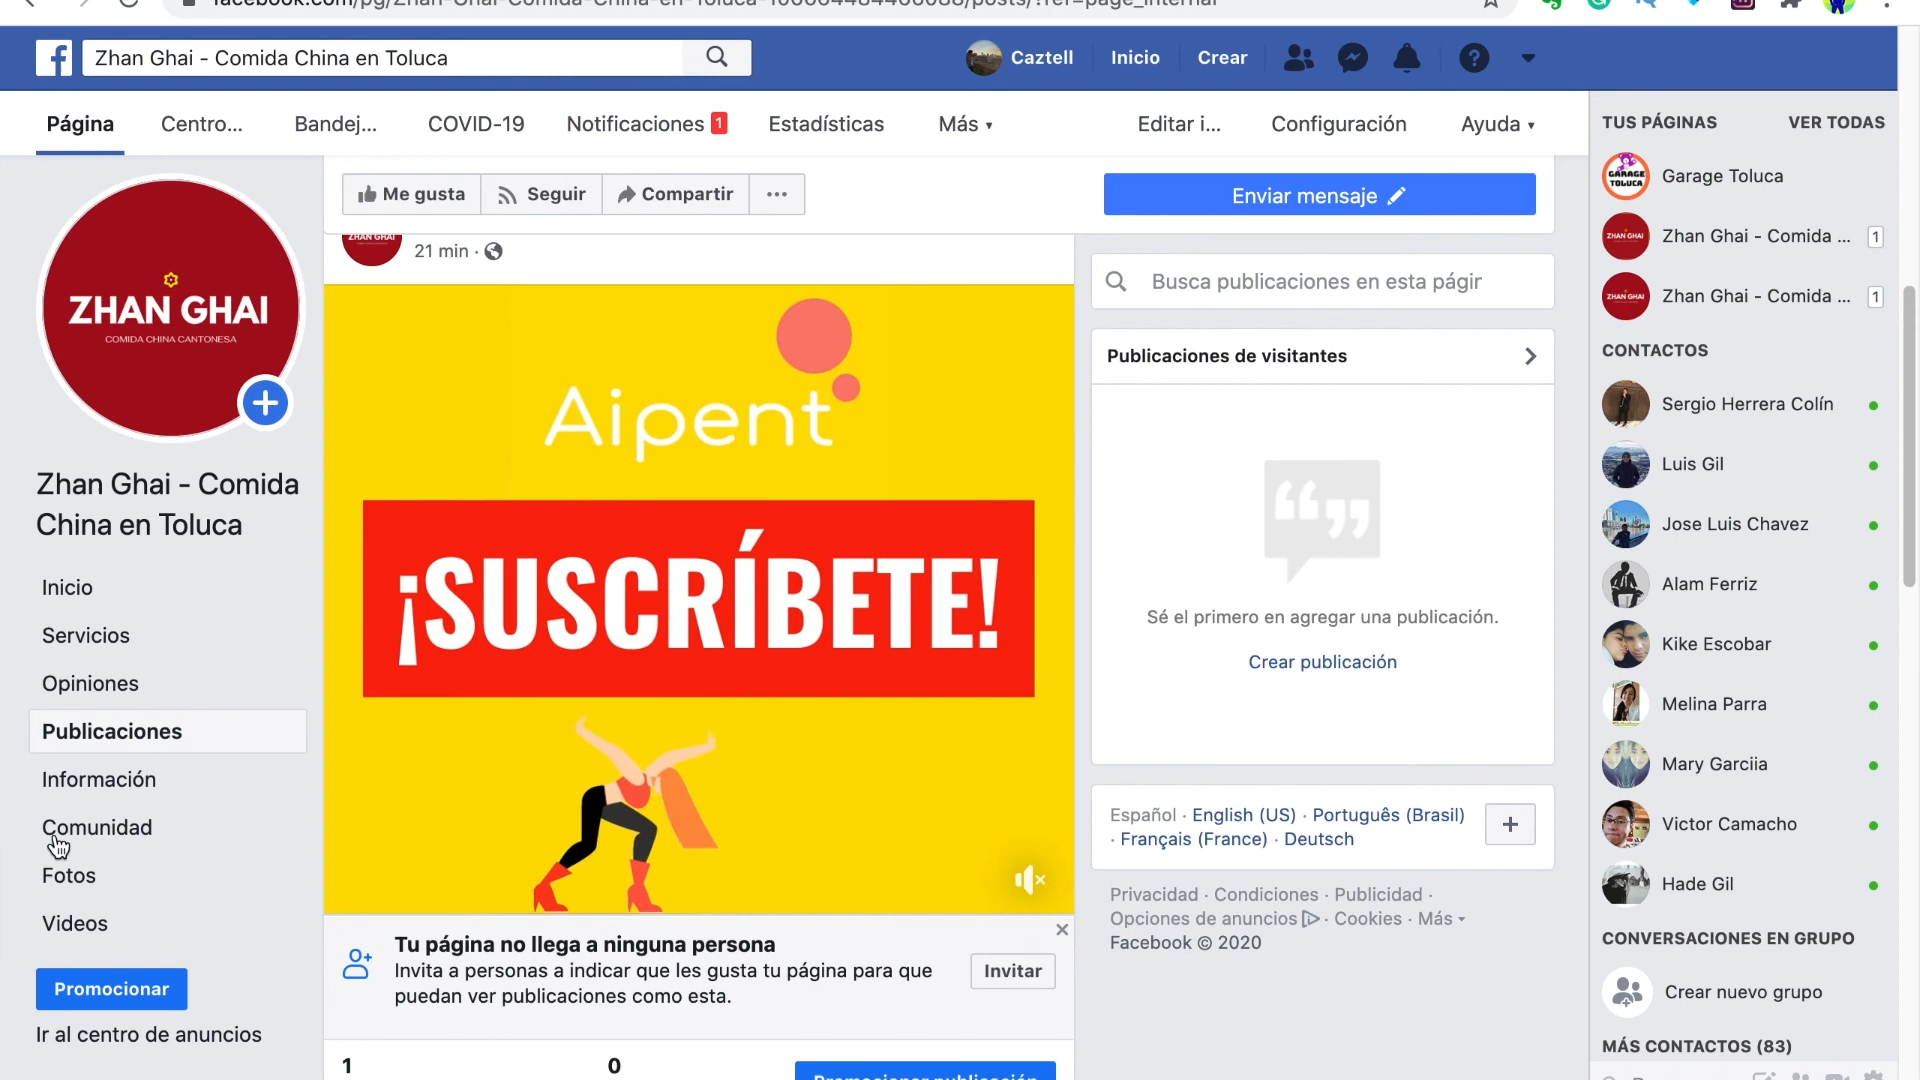 Zhan Ghai - Comida China en Toluca
Caztell
Inicio
Crear
Página
Centro...
Bandej...
COVID-19
Notificaciones 1
Estadísticas
Más
Editar i...
Configuración
Ayuda
ZHAN GHAI
COMIDA CHINA CANTONESA
Zhan Ghai - Comida
China en Toluca
Inicio
Servicios
Opiniones
Publicaciones
Información
Comunidad
Fotos
Videos
Promocionar
Ir al centro de anuncios
Me gusta
Seguir
Compartir
Enviar mensaje
21 min ·
Aipent
¡SUSCRÍBETE!
Tu página no llega a ninguna persona
Invita a personas a indicar que les gusta tu página para que
puedan ver publicaciones como esta.
Invitar
1
0
Busca publicaciones en esta págir
Publicaciones de visitantes
Sé el primero en agregar una publicación.
Crear publicación
Español · English (US) · Português (Brasil)
· Français (France) · Deutsch
Privacidad · Condiciones · Publicidad ·
Opciones de anuncios · Cookies · Más
Facebook © 2020
TUS PÁGINAS
VER TODAS
GARAGE
TOLUCA
Garage Toluca
ZHAN GHAI
Zhan Ghai - Comida ...
1
ZHAN GHAI
Zhan Ghai - Comida ...
1
CONTACTOS
Sergio Herrera Colín
Luis Gil
Jose Luis Chavez
Alam Ferriz
Kike Escobar
Melina Parra
Mary Garciia
Victor Camacho
Hade Gil
CONVERSACIONES EN GRUPO
Crear nuevo grupo
MÁS CONTACTOS (83)